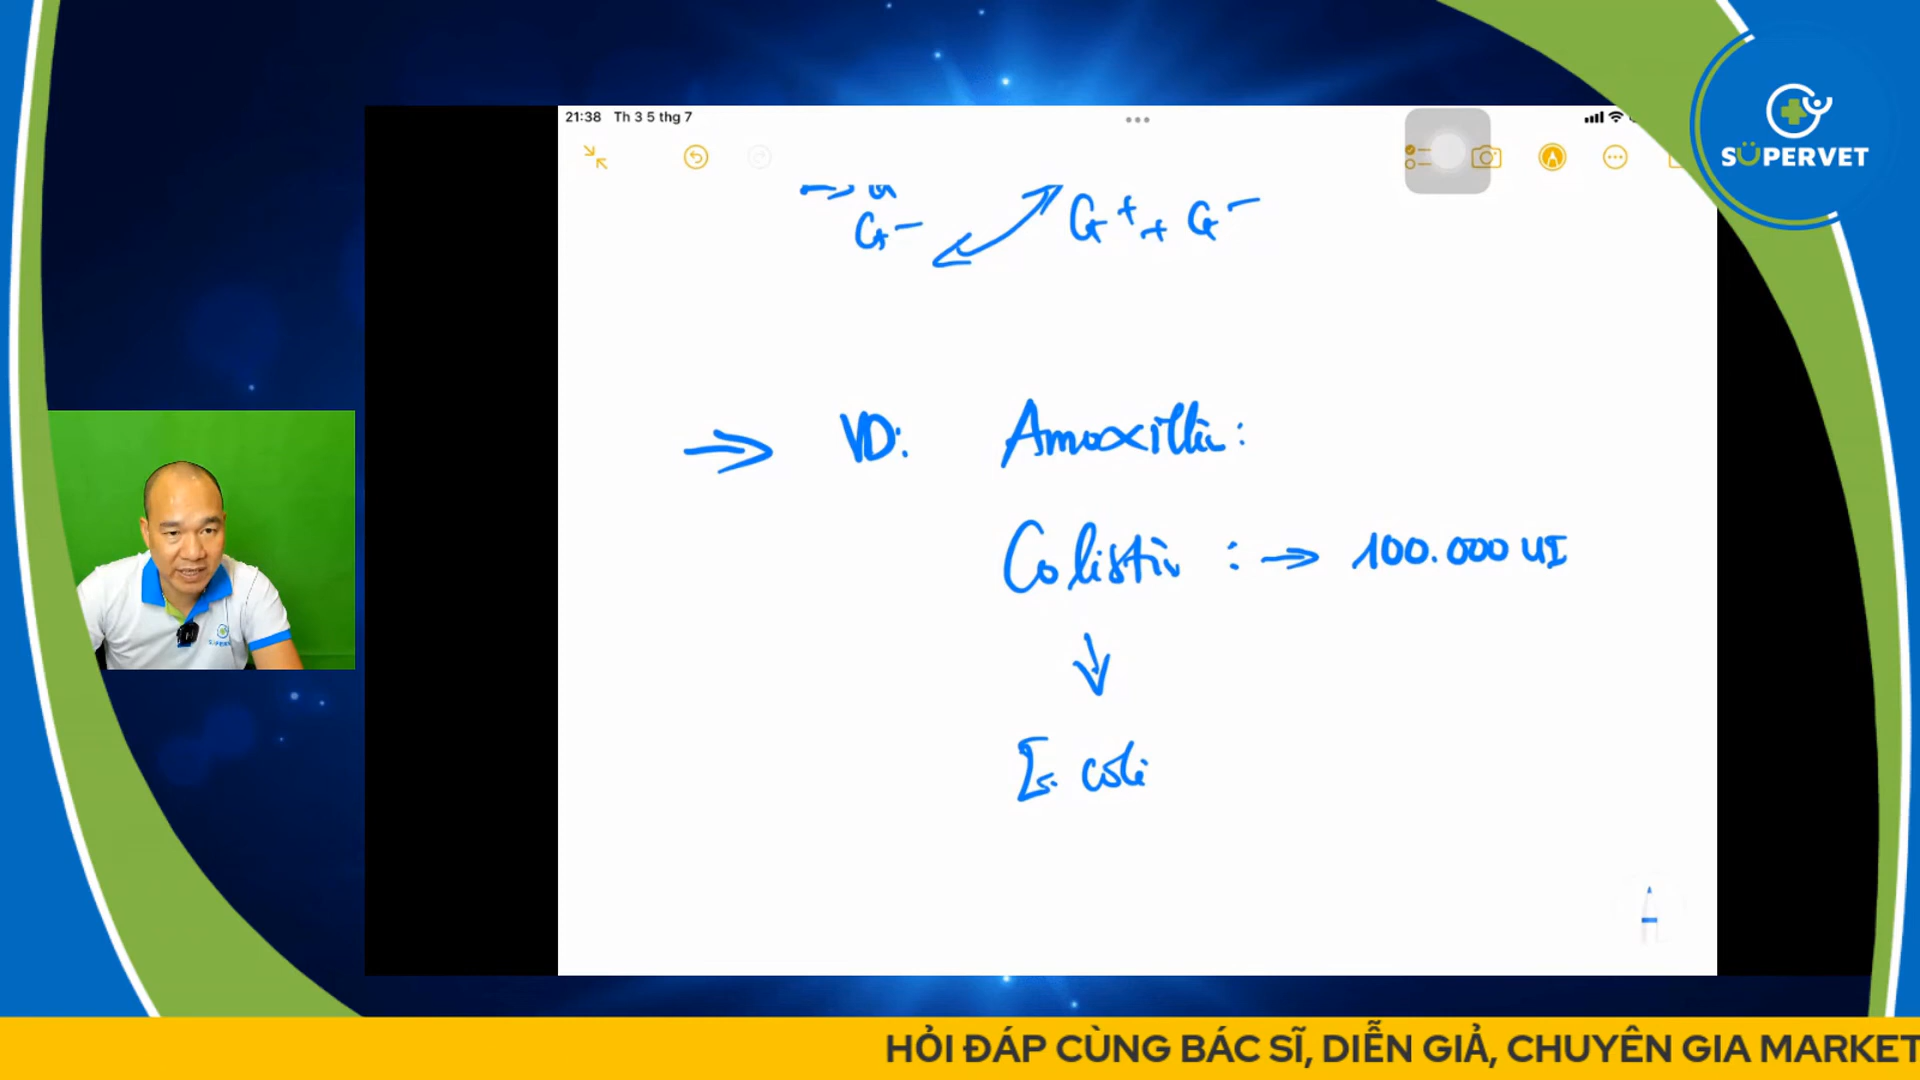 21:38 Th 3 5 thg 7
SÜPERVET
G- G+ + G-
VD: Amoxillin:
Colistin : → 100.000 UI
E. coli
HỎI ĐÁP CÙNG BÁC SĨ, DIỄN GIẢ, CHUYÊN GIA MARKET